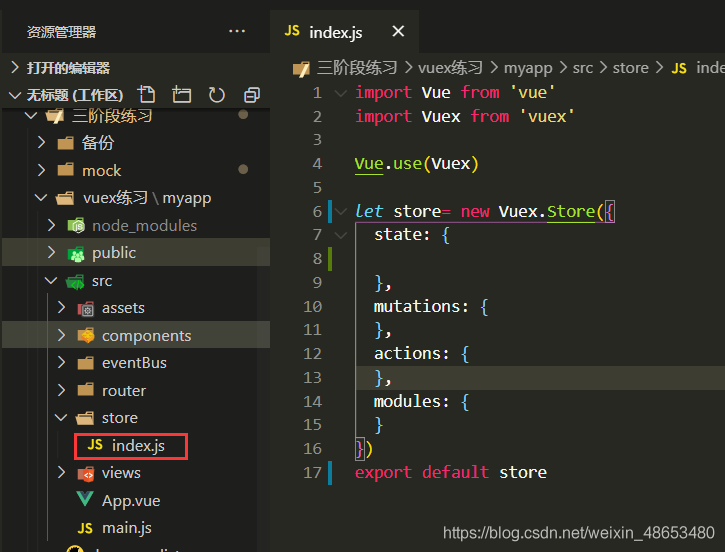 资源管理器
···
JS index.js ×
打开的编辑器
无标题 (工作区)
三阶段练习 > vuex练习 > myapp > src > store > JS inde
三阶段练习
备份
mock
vuex练习 \ myapp
node_modules
public
src
assets
components
eventBus
router
store
JS index.js
views
App.vue
JS main.js
1 import Vue from 'vue'
2 import Vuex from 'vuex'
3
4 Vue.use(Vuex)
5
6 let store= new Vuex.Store({
7 state: {
8
9 },
10 mutations: {
11 },
12 actions: {
13 },
14 modules: {
15 }
16 })
17 export default store
https://blog.csdn.net/weixin_48653480